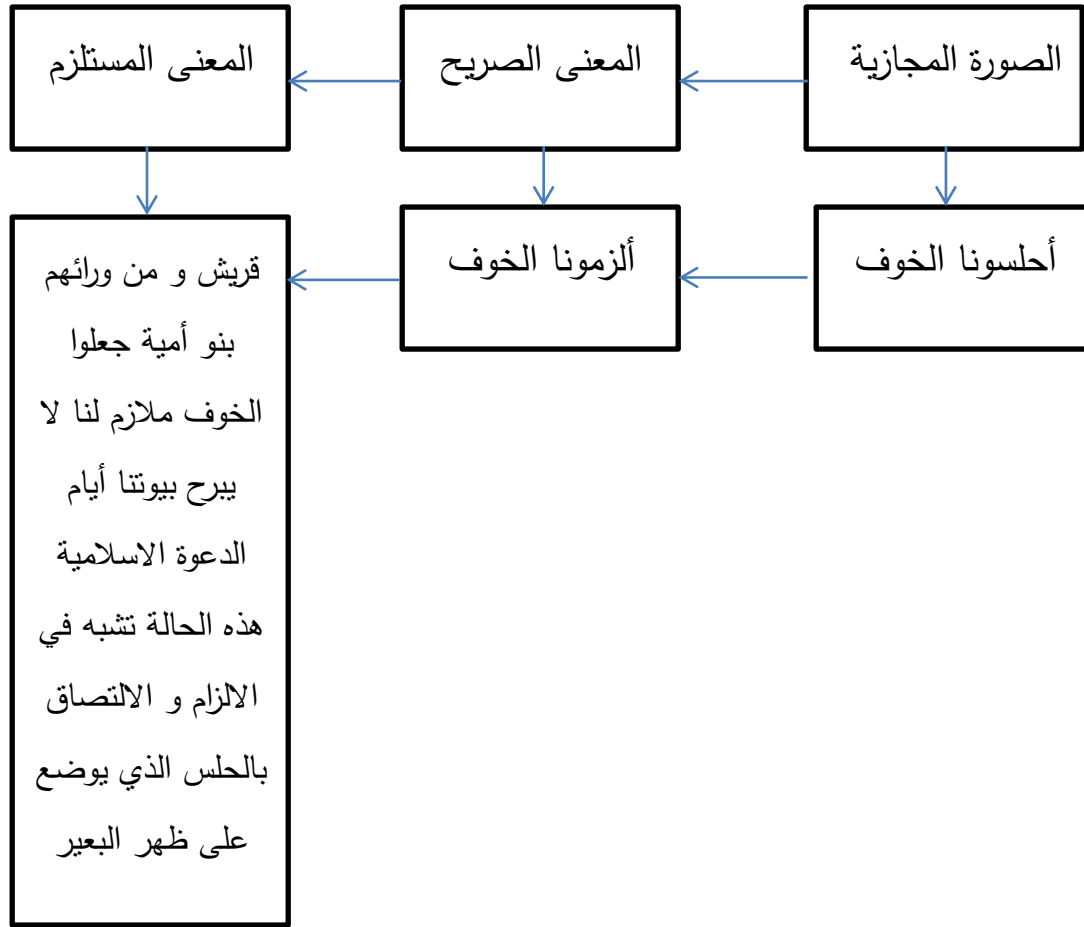 الصورة المجازية
المعنى الصريح
المعنى المستلزم
أحلسونا الخوف
ألزمونا الخوف
قريش و من ورائهم
بنو أمية جعلوا
الخوف ملازم لنا لا
يبرح بيوتنا أيام
الدعوة الاسلامية
هذه الحالة تشبه في
الالزام و الالتصاق
بالحلس الذي يوضع
على ظهر البعير